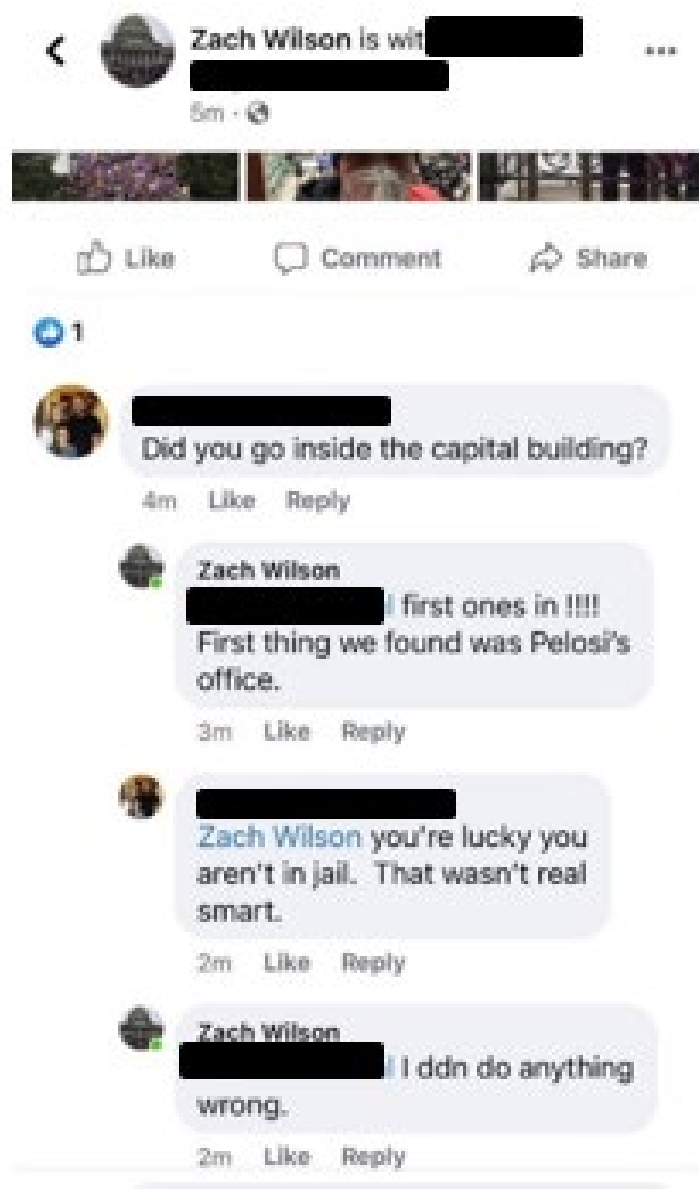 Zach Wilson is wit
5m
Like Comment Share
1
Did you go inside the capital building?
4m Like Reply
Zach Wilson
first ones in !!!!
First thing we found was Pelosi's
office.
3m Like Reply
Zach Wilson you're lucky you
aren't in jail. That wasn't real
smart.
2m Like Reply
Zach Wilson
I ddn do anything
wrong.
2m Like Reply